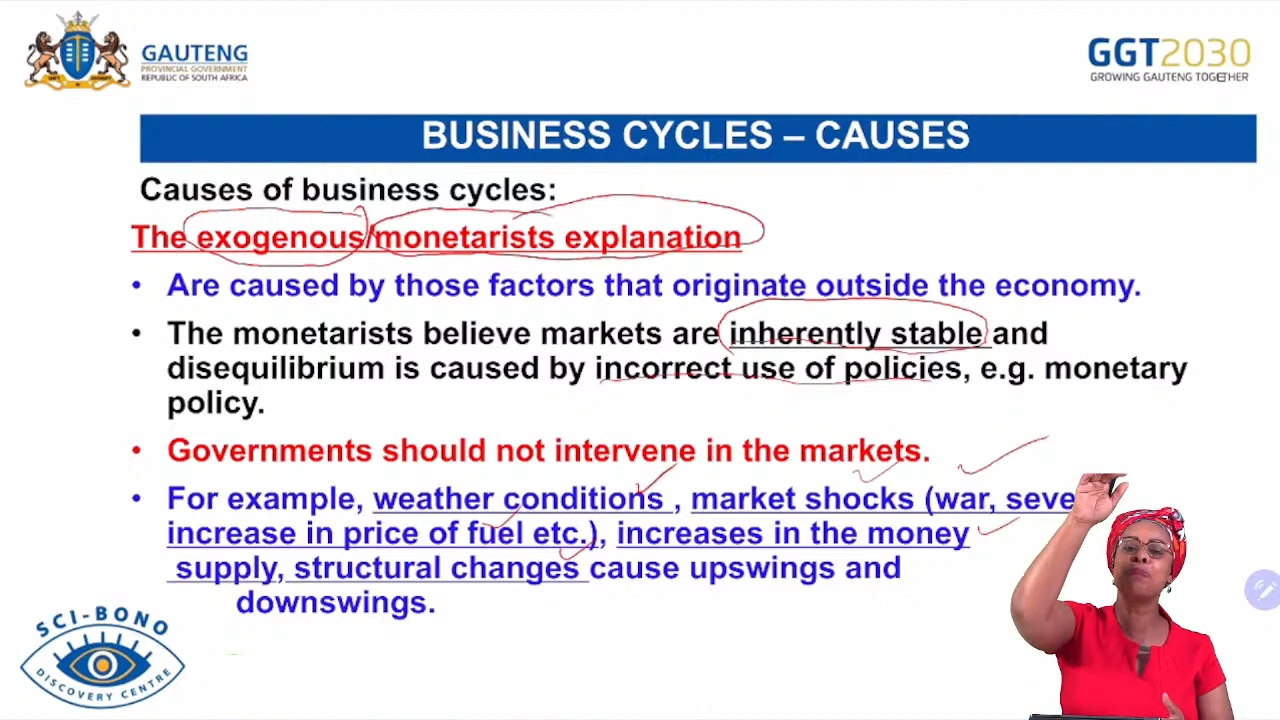 GAUTENG
PROVINCIAL GOVERNMENT
REPUBLIC OF SOUTH AFRICA
GGT2030
GROWING GAUTENG TOGETHER
BUSINESS CYCLES – CAUSES
Causes of business cycles:
The exogenous/monetarists explanation
• Are caused by those factors that originate outside the economy.
• The monetarists believe markets are inherently stable and
disequilibrium is caused by incorrect use of policies, e.g. monetary
policy.
• Governments should not intervene in the markets.
• For example, weather conditions , market shocks (war,
increase in price of fuel etc.), increases in the money
supply, structural changes cause upswings and
downswings.
SCI-BONO
DISCOVERY CENTRE